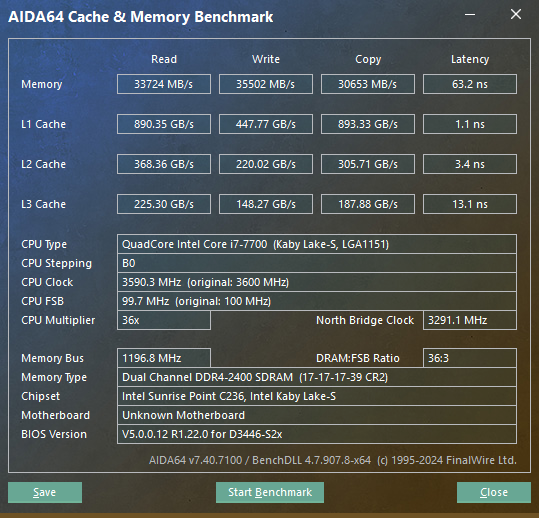 AIDA64 Cache & Memory Benchmark
Read Write Copy Latency
Memory 33724 MB/s 35502 MB/s 30653 MB/s 63.2 ns
L1 Cache 890.35 GB/s 447.77 GB/s 893.33 GB/s 1.1 ns
L2 Cache 368.36 GB/s 220.02 GB/s 305.71 GB/s 3.4 ns
L3 Cache 225.30 GB/s 148.27 GB/s 187.88 GB/s 13.1 ns
CPU Type QuadCore Intel Core i7-7700 (Kaby Lake-S, LGA1151)
CPU Stepping B0
CPU Clock 3590.3 MHz (original: 3600 MHz)
CPU FSB 99.7 MHz (original: 100 MHz)
CPU Multiplier 36x North Bridge Clock 3291.1 MHz
Memory Bus 1196.8 MHz DRAM:FSB Ratio 36:3
Memory Type Dual Channel DDR4-2400 SDRAM (17-17-17-39 CR2)
Chipset Intel Sunrise Point C236, Intel Kaby Lake-S
Motherboard Unknown Motherboard
BIOS Version V5.0.0.12 R1.22.0 for D3446-S2x
AIDA64 v7.40.7100 / BenchDLL 4.7.907.8-x64 (c) 1995-2024 FinalWire Ltd.
Save Start Benchmark Close